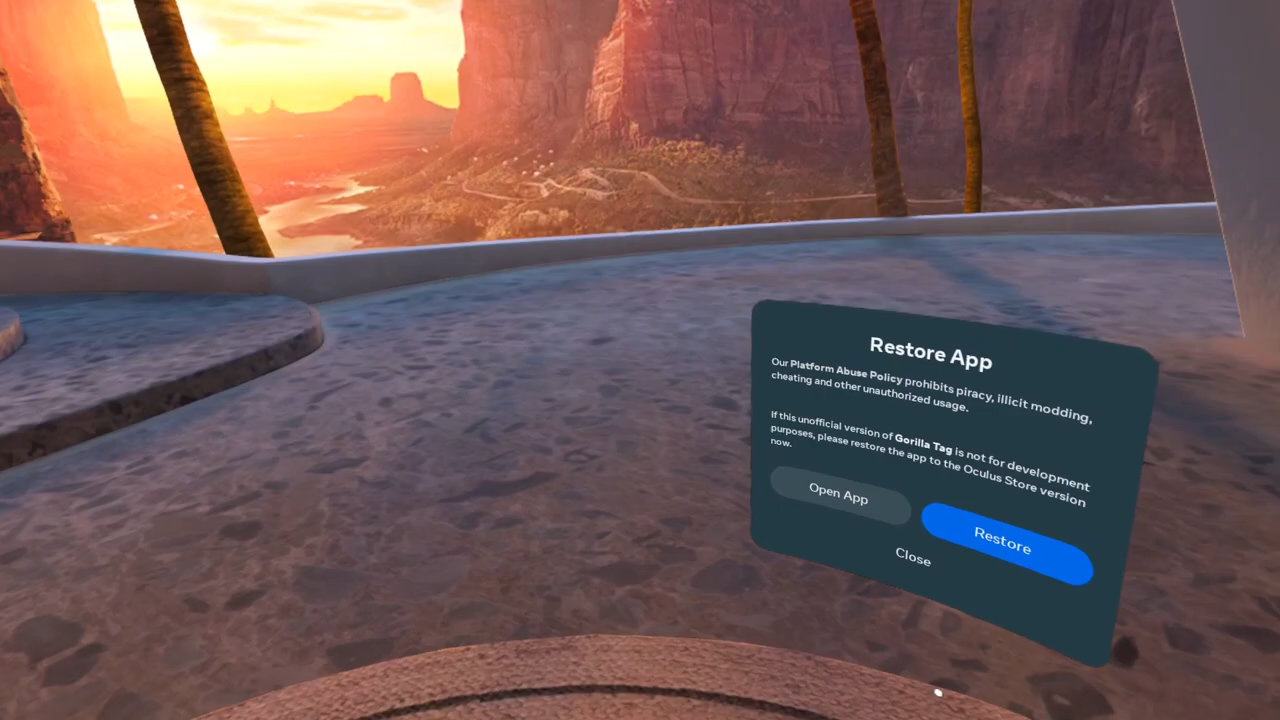 Restore App
Our Platform Abuse Policy prohibits piracy, illicit modding,
cheating and other unauthorized usage.
If this unofficial version of Gorilla Tag is not for development
purposes, please restore the app to the Oculus Store version
now.
Open App
Restore
Close